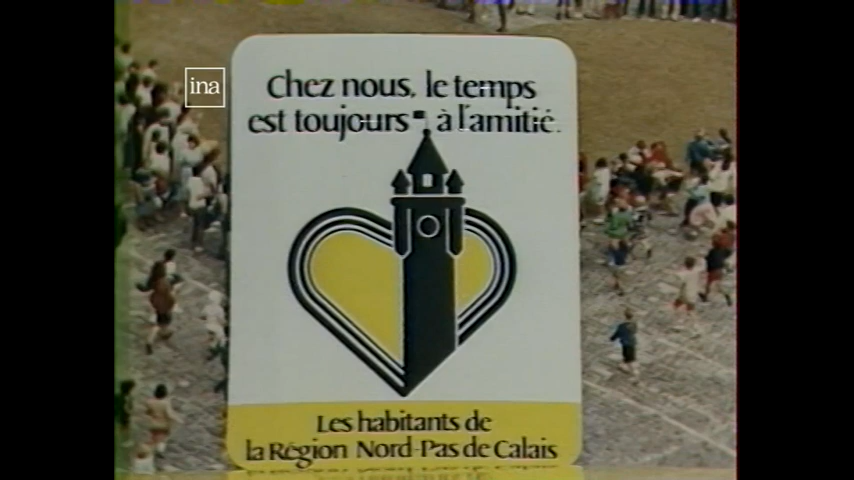 ina
Chez nous, le temps
est toujours à l'amitié.
Les habitants de
la Région Nord-Pas de Calais